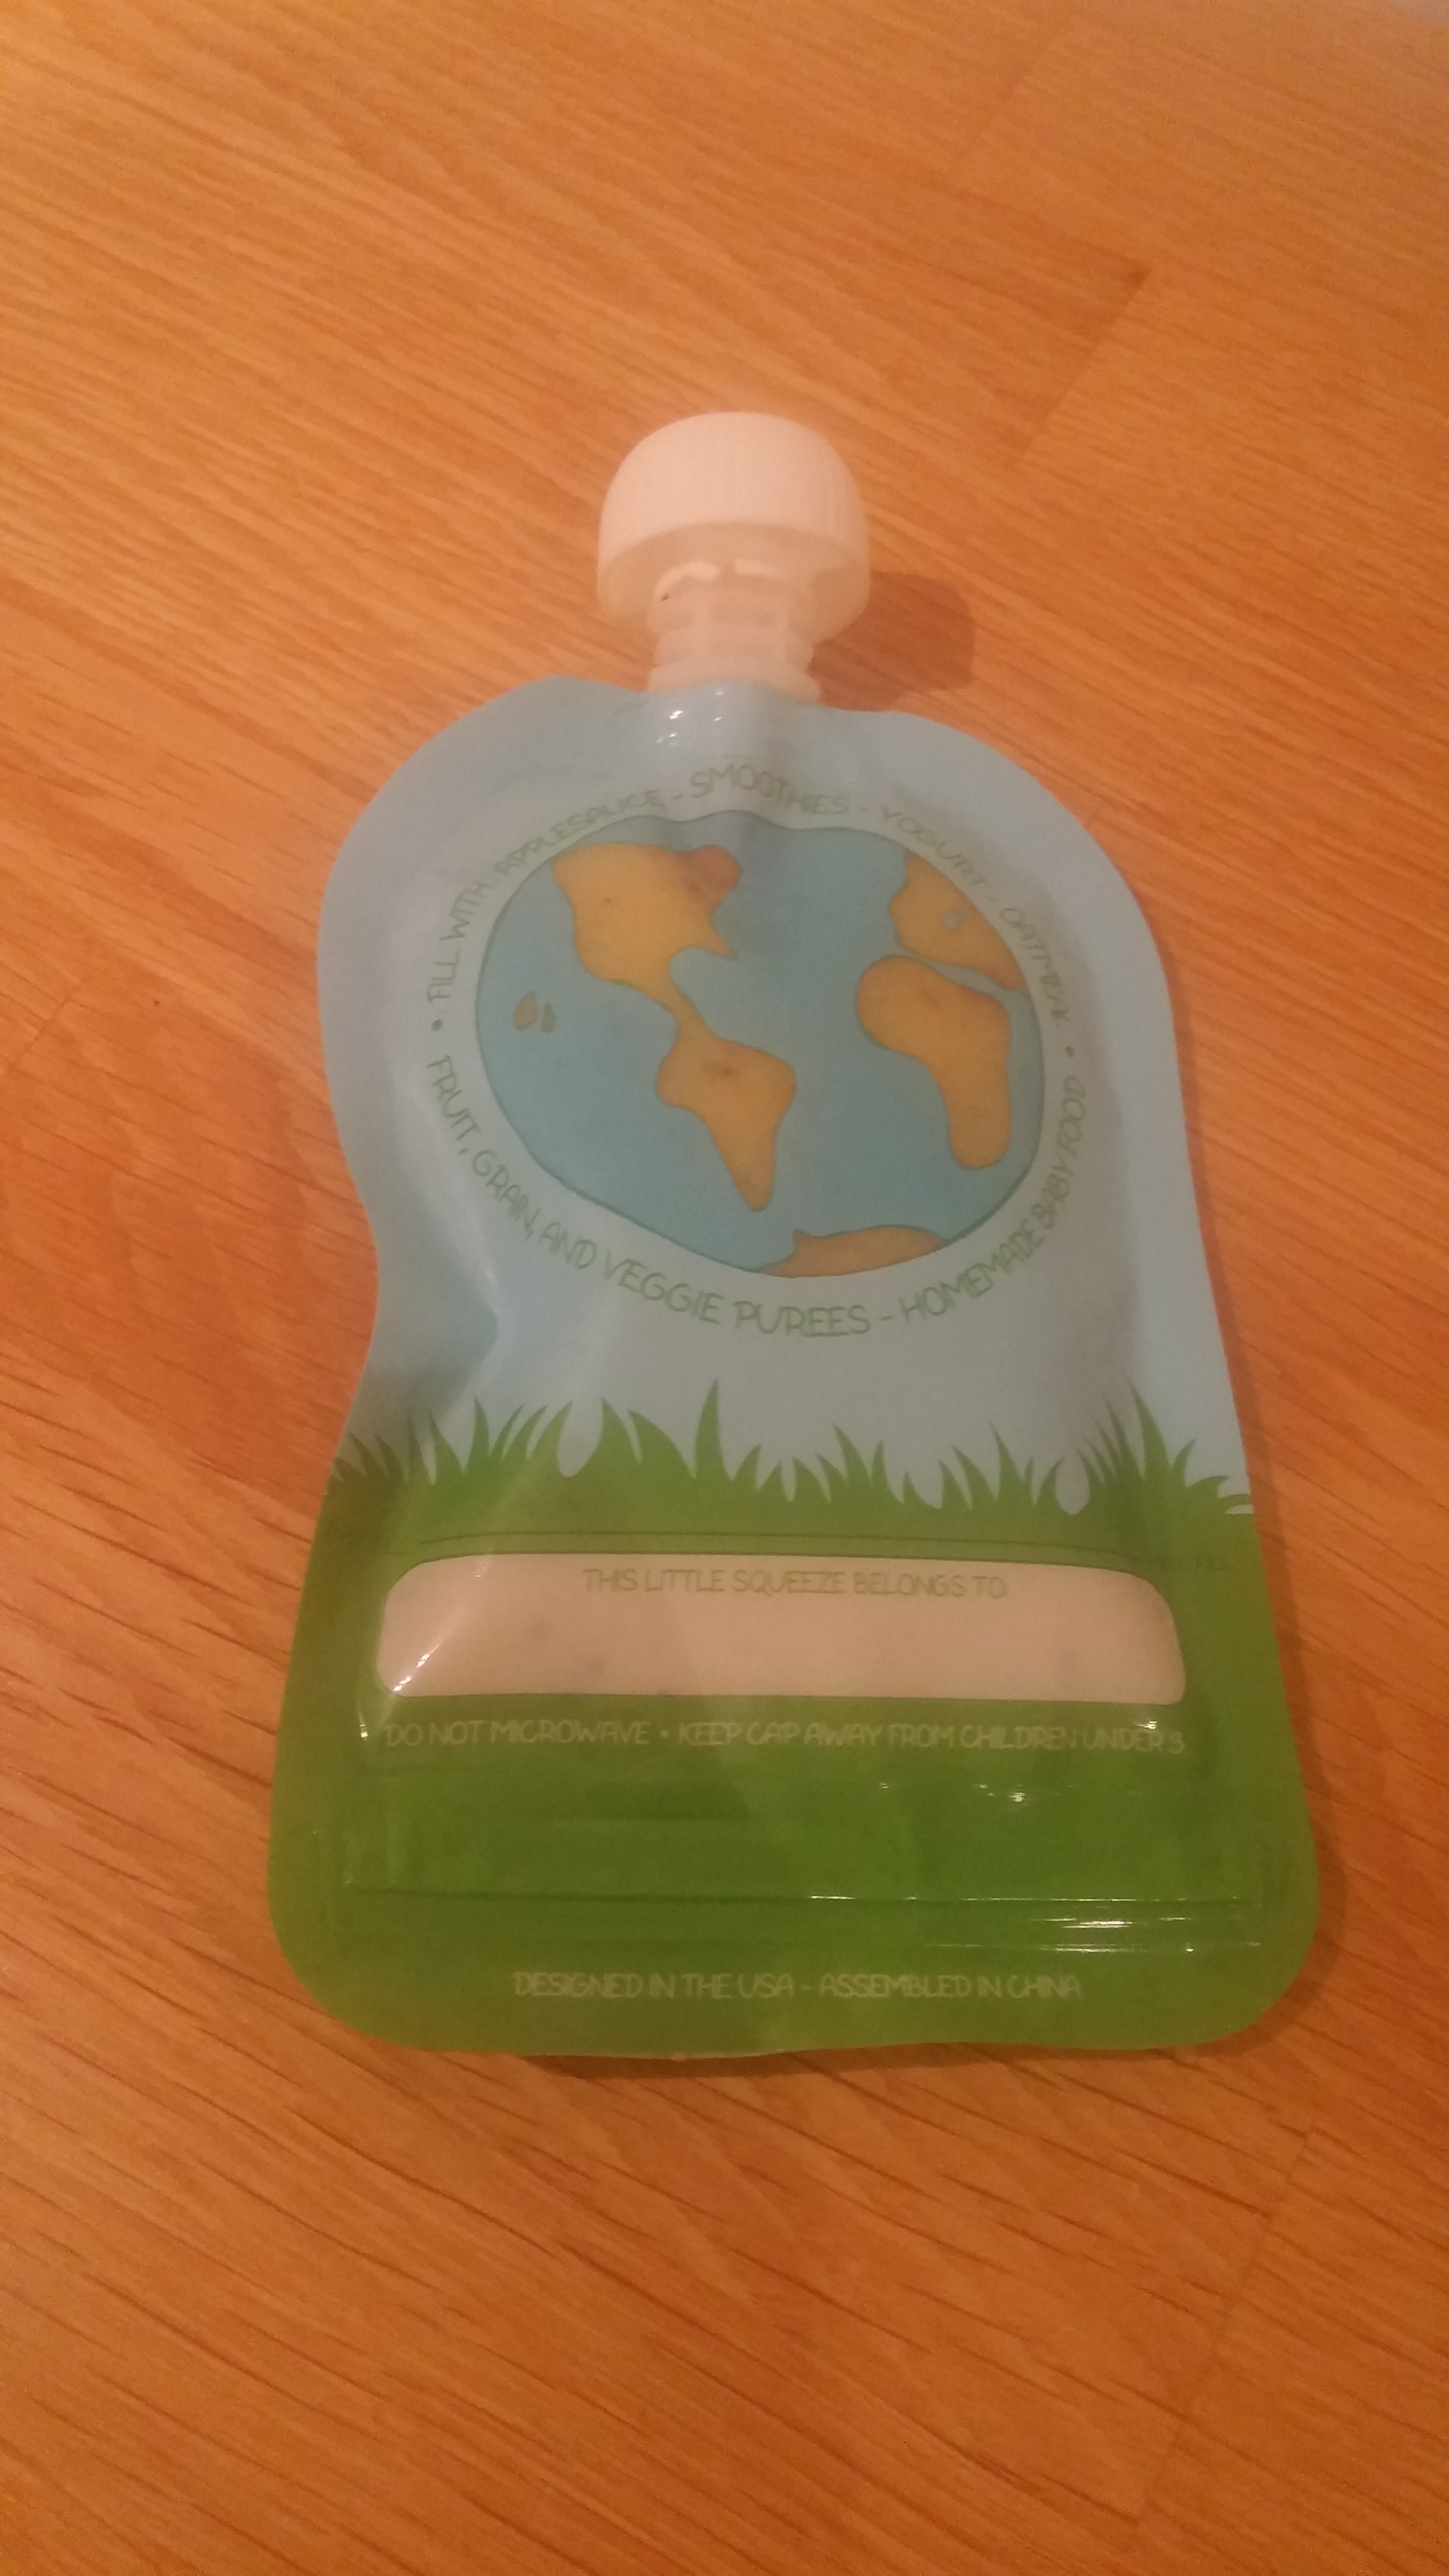 • FILL WITH APPLESAUCE - SMOOTHIES - YOGURT - OATMEAL •
FRUIT, GRAIN, AND VEGGIE PUREES - HOMEMADE BABY FOOD
FILL
THIS LITTLE SQUEEZE BELONGS TO
DO NOT MICROWAVE • KEEP CAP AWAY FROM CHILDREN UNDER 3
DESIGNED IN THE USA - ASSEMBLED IN CHINA